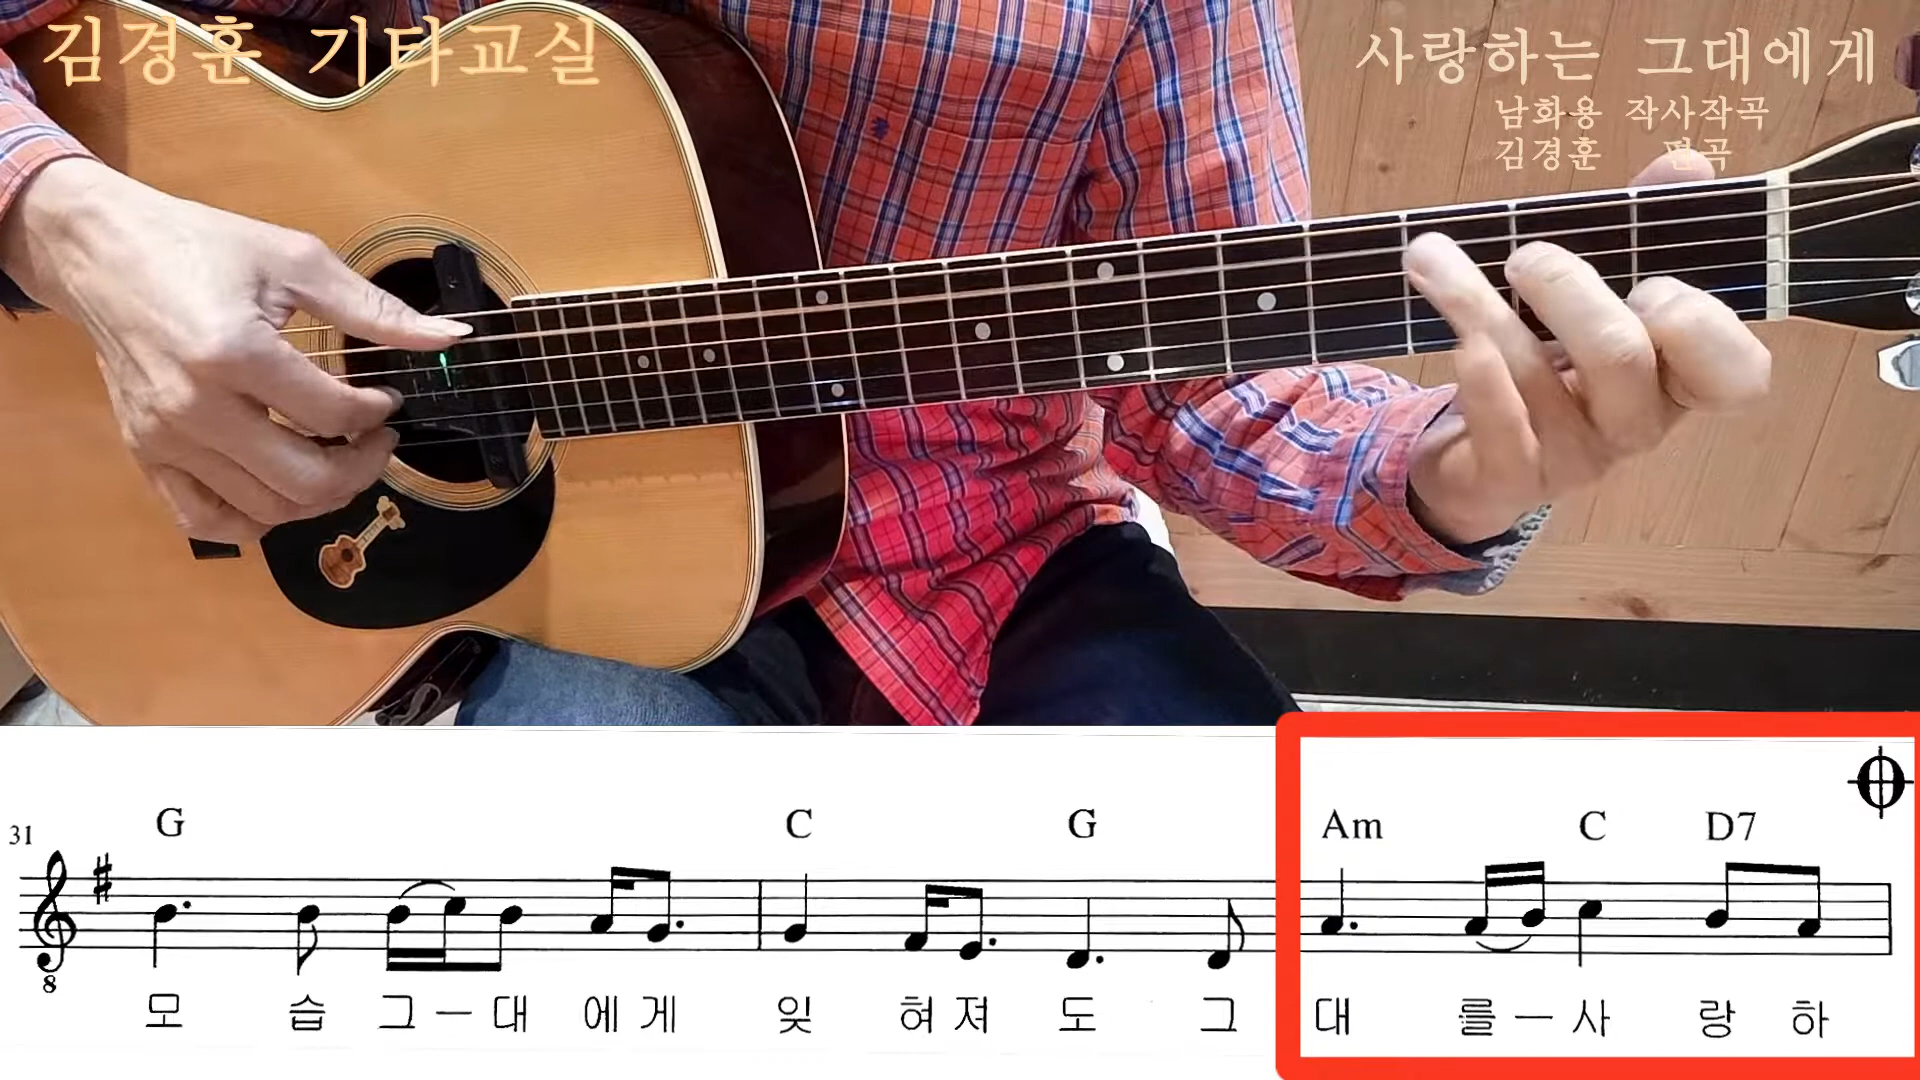 김경훈 기타교실
사랑하는 그대에게
남화용 작사작곡
김경훈 편곡
G C G Am C D7
31
8
모 습 그 ー 대 에 게 잊 혀 져 도 그 대 를 ー 사 랑 하